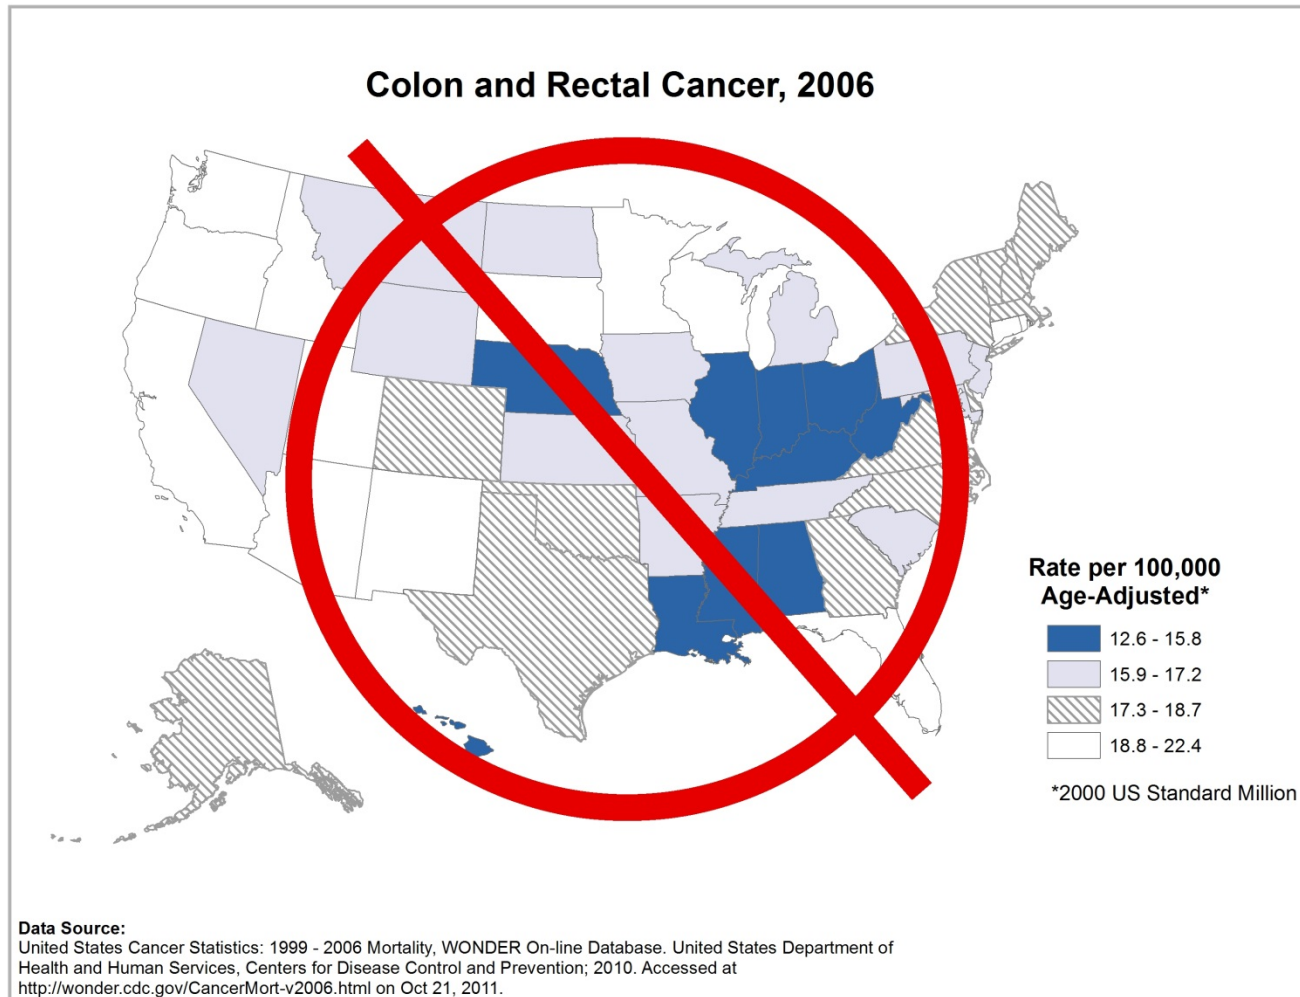 Colon and Rectal Cancer, 2006
Rate per 100,000
Age-Adjusted*
12.6 - 15.8
15.9 - 17.2
17.3 - 18.7
18.8 - 22.4
*2000 US Standard Million
Data Source:
United States Cancer Statistics: 1999 - 2006 Mortality, WONDER On-line Database. United States Department of
Health and Human Services, Centers for Disease Control and Prevention; 2010. Accessed at
http://wonder.cdc.gov/CancerMort-v2006.html on Oct 21, 2011.